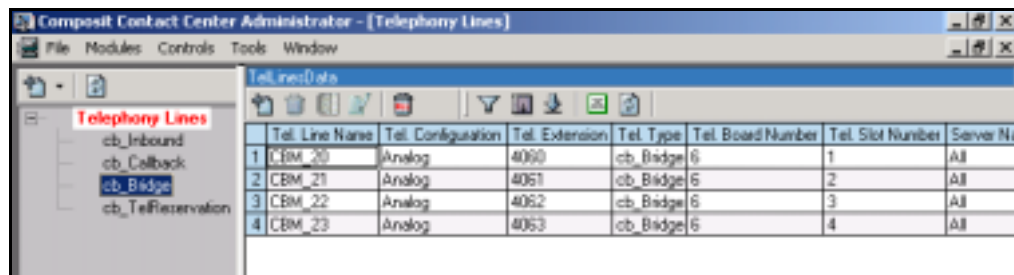 Composit Contact Center Administrator - [Telephony Lines]
File Modules Controls Tools Window
TelLinesData
Telephony Lines
cb_Inbound
cb_Callback
cb_Bridge
cb_TelReservation
Tel. Line Name Tel. Configuration Tel. Extension Tel. Type Tel. Board Number Tel. Slot Number Server Na
1 CBM_20 Analog 4060 cb_Bridge 6 1 All
2 CBM_21 Analog 4061 cb_Bridge 6 2 All
3 CBM_22 Analog 4062 cb_Bridge 6 3 All
4 CBM_23 Analog 4063 cb_Bridge 6 4 All